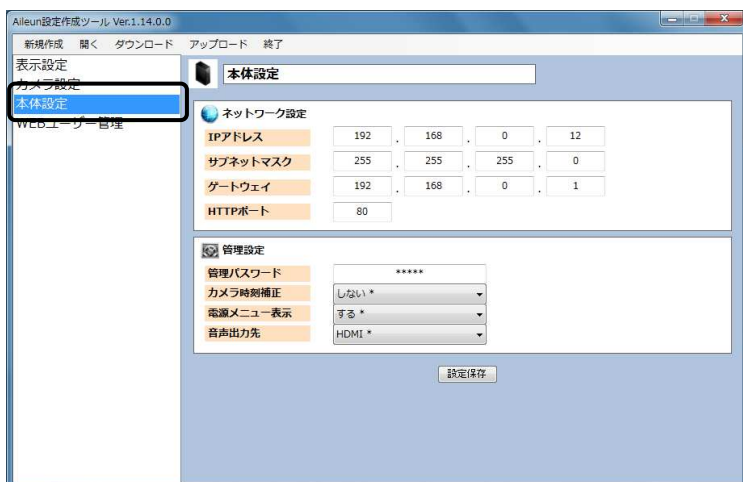 Aileun設定作成ツール Ver.1.14.0.0
新規作成 開く ダウンロード アップロード 終了
表示設定
カメラ設定
本体設定
WEBユーザー管理
本体設定
ネットワーク設定
IPアドレス 192 . 168 . 0 . 12
サブネットマスク 255 . 255 . 255 . 0
ゲートウェイ 192 . 168 . 0 . 1
HTTPポート 80
管理設定
管理パスワード *****
カメラ時刻補正 しない *
電源メニュー表示 する *
音声出力先 HDMI *
設定保存